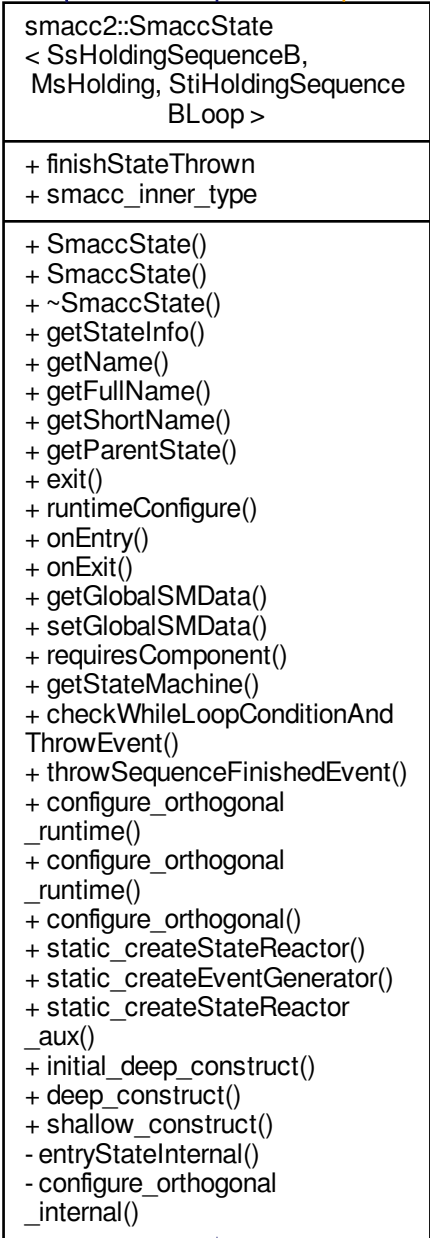 smacc2::SmaccState
< SsHoldingSequenceB,
MsHolding, StiHoldingSequence
BLoop >
+ finishStateThrown
+ smacc_inner_type
+ SmaccState()
+ SmaccState()
+ ~SmaccState()
+ getStateInfo()
+ getName()
+ getFullName()
+ getShortName()
+ getParentState()
+ exit()
+ runtimeConfigure()
+ onEntry()
+ onExit()
+ getGlobalSMData()
+ setGlobalSMData()
+ requiresComponent()
+ getStateMachine()
+ checkWhileLoopConditionAnd
ThrowEvent()
+ throwSequenceFinishedEvent()
+ configure_orthogonal
_runtime()
+ configure_orthogonal
_runtime()
+ configure_orthogonal()
+ static_createStateReactor()
+ static_createEventGenerator()
+ static_createStateReactor
_aux()
+ initial_deep_construct()
+ deep_construct()
+ shallow_construct()
- entryStateInternal()
- configure_orthogonal
_internal()